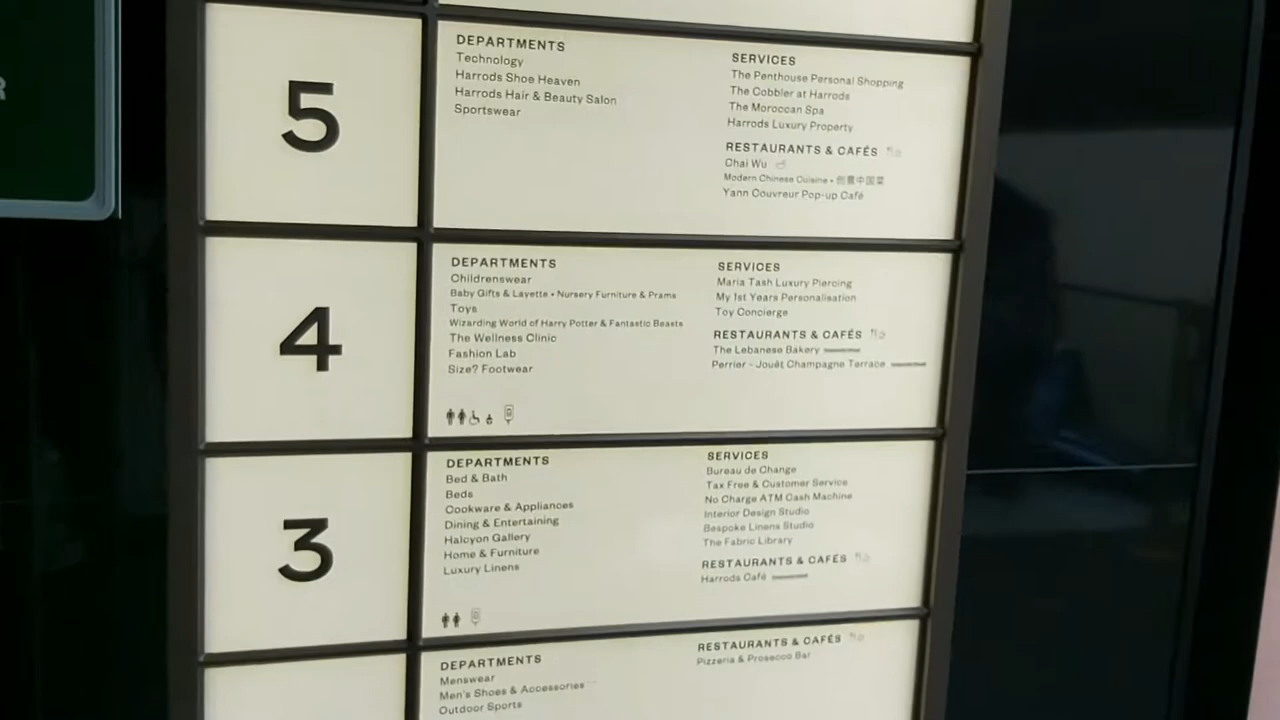 R
5
DEPARTMENTS
Technology
Harrods Shoe Heaven
Harrods Hair & Beauty Salon
Sportswear
SERVICES
The Penthouse Personal Shopping
The Cobbler at Harrods
The Moroccan Spa
Harrods Luxury Property
RESTAURANTS & CAFÉS
Chai Wu
Modern Chinese Cuisine • 创意中国菜
Yann Couvreur Pop-up Café
4
DEPARTMENTS
Childrenswear
Baby Gifts & Layette • Nursery Furniture & Prams
Toys
Wizarding World of Harry Potter & Fantastic Beasts
The Wellness Clinic
Fashion Lab
Size? Footwear
SERVICES
Maria Tash Luxury Piercing
My 1st Years Personalisation
Toy Concierge
RESTAURANTS & CAFÉS
The Lebanese Bakery
Perrier - Jouët Champagne Terrace
3
DEPARTMENTS
Bed & Bath
Beds
Cookware & Appliances
Dining & Entertaining
Halcyon Gallery
Home & Furniture
Luxury Linens
SERVICES
Bureau de Change
Tax Free & Customer Service
No Charge ATM Cash Machine
Interior Design Studio
Bespoke Linens Studio
The Fabric Library
RESTAURANTS & CAFÉS
Harrods Café
DEPARTMENTS
Menswear
Men's Shoes & Accessories
Outdoor Sports
RESTAURANTS & CAFÉS
Pizzeria & Prosecco Bar